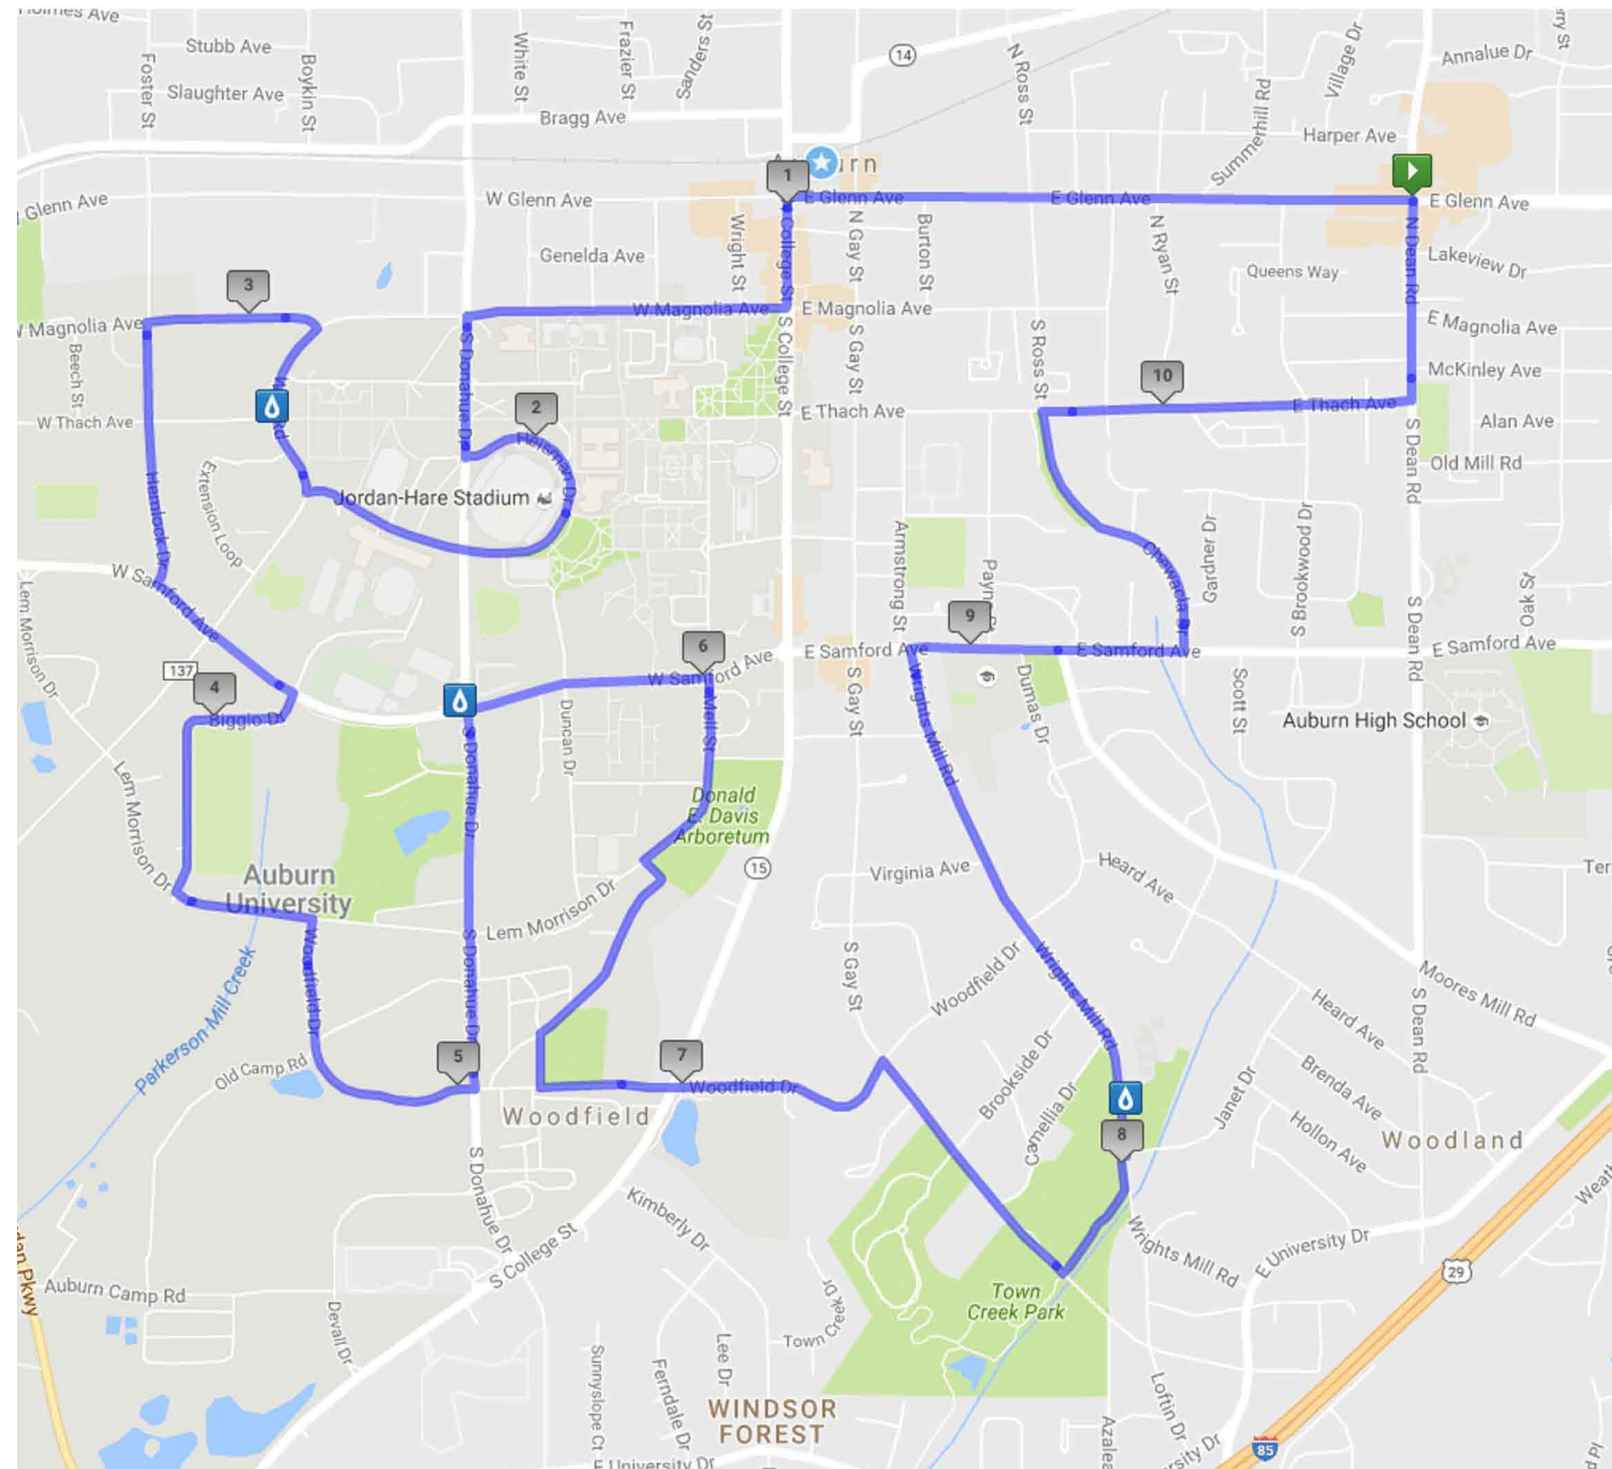 Stubb Ave
Slaughter Ave
Foster St
Boykin St
White St
Frazier St
Sanders St
Bragg Ave
14
N Ross St
Village Dr
Annalue Dr
Summerhill Rd
Harper Ave
1
E Glenn Ave
E Glenn Ave
E Glenn Ave
W Glenn Ave
Glenn Ave
Wright St
College St
N Gay St
Burton St
N Ryan St
N Dean Rd
Lakeview Dr
Queens Way
Genelda Ave
3
W Magnolia Ave
E Magnolia Ave
E Magnolia Ave
W Magnolia Ave
Beech St
S Donahue Dr
S College St
S Gay St
S Ross St
McKinley Ave
10
2
E Thach Ave
E Thach Ave
W Thach Ave
Alan Ave
Heisman Dr
Old Mill Rd
S Dean Rd
Jordan-Hare Stadium
Hemlock Dr
Extension Loop
Armstrong St
Chewacla Dr
Gardner Dr
S Brookwood Dr
Oak St
W Samford Ave
Lem Morrison Dr
9
6
E Samford Ave
E Samford Ave
E Samford Ave
W Samford Ave
S Dean Rd
137
4
Biggio Dr
Mell St
Duncan Dr
S Gay St
Wrights Mill Rd
Dumas Dr
Scott St
Auburn High School
S Donahue Dr
Lem Morrison Dr
Donald
E. Davis
Arboretum
15
Virginia Ave
Heard Ave
Auburn
University
Lem Morrison Dr
Woodfield Dr
S Donahue Dr
Parkerson Mill Creek
S Gay St
Woodfield Dr
Wrights Mill Rd
Moores Mill Rd
Heard Ave
S Dean Rd
Old Camp Rd
5
7
Woodfield Dr
Woodfield
Brookside Dr
Camellia Dr
Janet Dr
Brenda Ave
Hollon Ave
Woodland
8
S Donahue Dr
Kimberly Dr
S College St
Wrights Mill Rd
E University Dr
29
Auburn Camp Rd
Devall Dr
Town
Creek Park
Town Creek Dr
Sunnyslope Ct
Ferndale Dr
Lee Dr
WINDSOR
FOREST
Loftin Dr
E University Dr
85